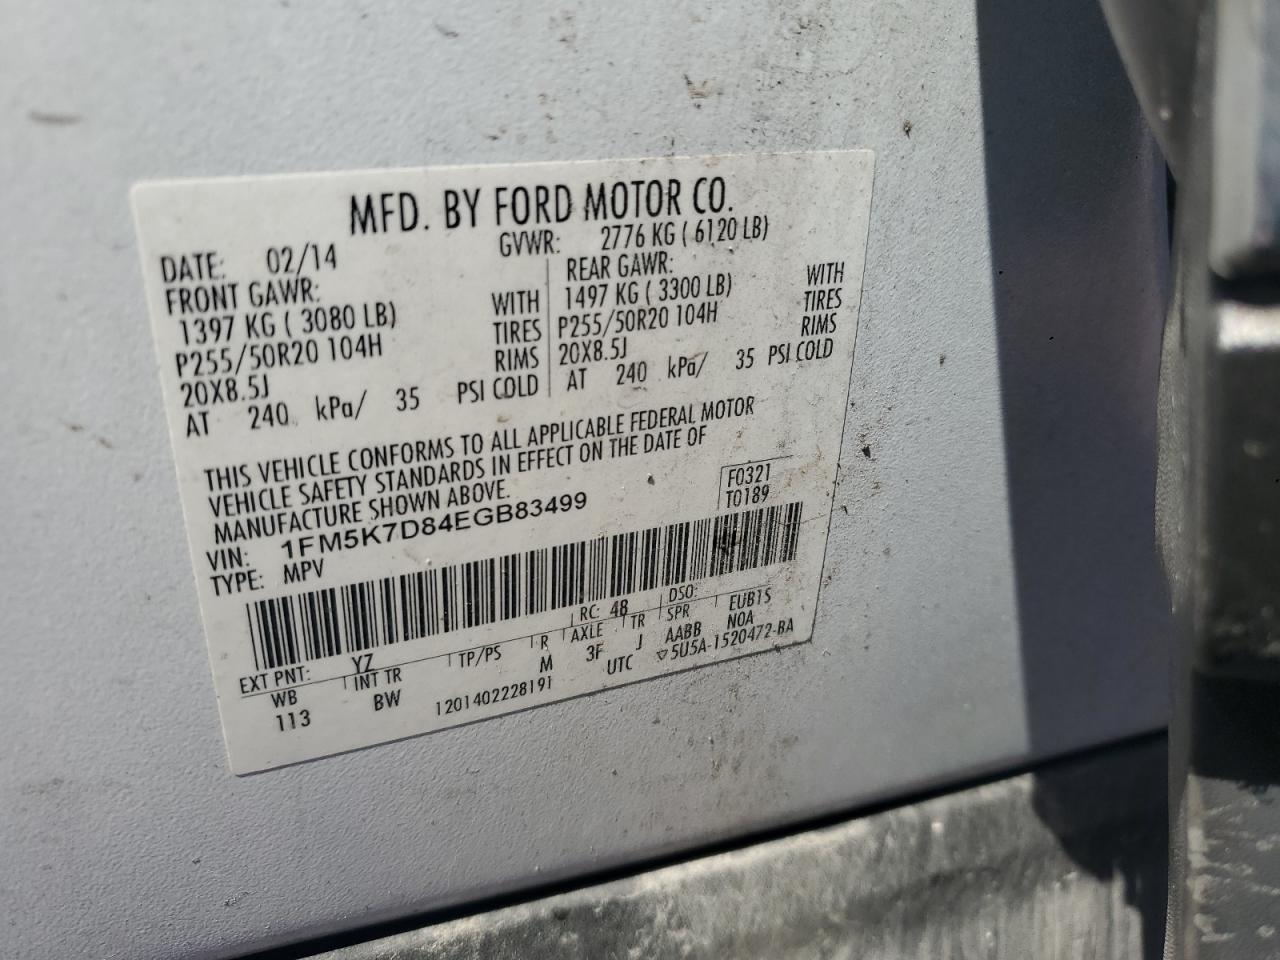 MFD. BY FORD MOTOR CO.
DATE: 02/14 GVWR: 2776 KG ( 6120 LB)
FRONT GAWR: REAR GAWR:
1397 KG ( 3080 LB) WITH 1497 KG ( 3300 LB) WITH
P255/50R20 104H TIRES P255/50R20 104H TIRES
20X8.5J RIMS 20X8.5J RIMS
AT 240 kPa/ 35 PSI COLD AT 240 kPa/ 35 PSI COLD
THIS VEHICLE CONFORMS TO ALL APPLICABLE FEDERAL MOTOR
VEHICLE SAFETY STANDARDS IN EFFECT ON THE DATE OF
MANUFACTURE SHOWN ABOVE.
F0321
VIN: 1FM5K7D84EGB83499 T0189
TYPE: MPV
EXT PNT: YZ RC: 48 DSO:
WB INT TR TP/PS R AXLE TR SPR EUB1S
113 BW M 3F J AABB NOA
1201402228191 UTC ▽5U5A-1520472-BA